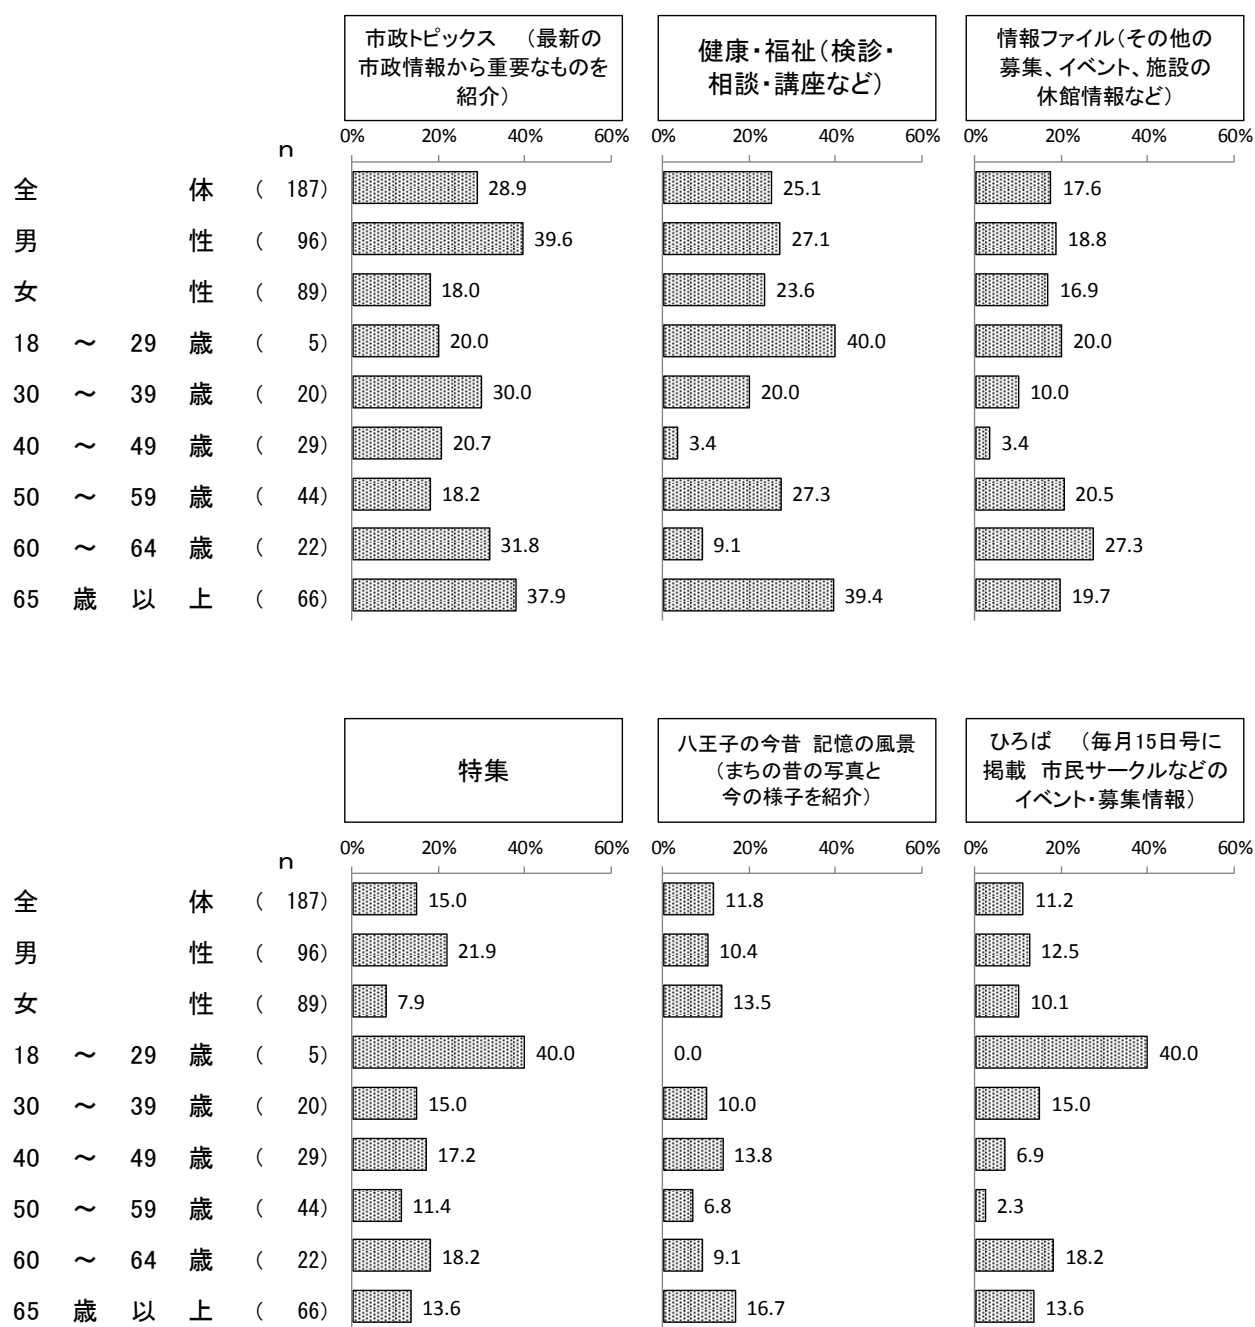 市政トピックス （最新の
市政情報から重要なものを
紹介）
健康・福祉（検診・
相談・講座など）
情報ファイル（その他の
募集、イベント、施設の
休館情報など）
0% 20% 40% 60% 0% 20% 40% 60% 0% 20% 40% 60%
n
全 体 ( 187) 28.9 25.1 17.6
男 性 ( 96) 39.6 27.1 18.8
女 性 ( 89) 18.0 23.6 16.9
18 ～ 29 歳 ( 5) 20.0 40.0 20.0
30 ～ 39 歳 ( 20) 30.0 20.0 10.0
40 ～ 49 歳 ( 29) 20.7 3.4 3.4
50 ～ 59 歳 ( 44) 18.2 27.3 20.5
60 ～ 64 歳 ( 22) 31.8 9.1 27.3
65 歳 以 上 ( 66) 37.9 39.4 19.7
特集
八王子の今昔 記憶の風景
（まちの昔の写真と
今の様子を紹介）
ひろば （毎月15日号に
掲載 市民サークルなどの
イベント・募集情報）
0% 20% 40% 60% 0% 20% 40% 60% 0% 20% 40% 60%
n
全 体 ( 187) 15.0 11.8 11.2
男 性 ( 96) 21.9 10.4 12.5
女 性 ( 89) 7.9 13.5 10.1
18 ～ 29 歳 ( 5) 40.0 0.0 40.0
30 ～ 39 歳 ( 20) 15.0 10.0 15.0
40 ～ 49 歳 ( 29) 17.2 13.8 6.9
50 ～ 59 歳 ( 44) 11.4 6.8 2.3
60 ～ 64 歳 ( 22) 18.2 9.1 18.2
65 歳 以 上 ( 66) 13.6 16.7 13.6